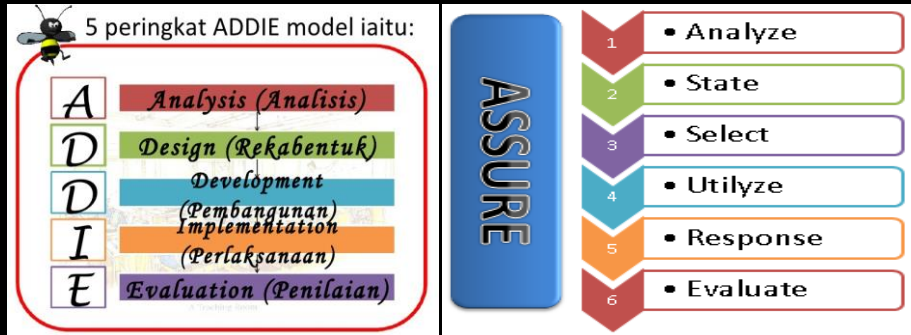 5 peringkat ADDIE model iaitu:
A Analysis (Analisis)
D Design (Rekabentuk)
D Development
(Pembangunan)
I Implementation
(Perlaksanaan)
E Evaluation (Penilaian)
ASSURE
1 • Analyze
2 • State
3 • Select
4 • Utilyze
5 • Response
6 • Evaluate